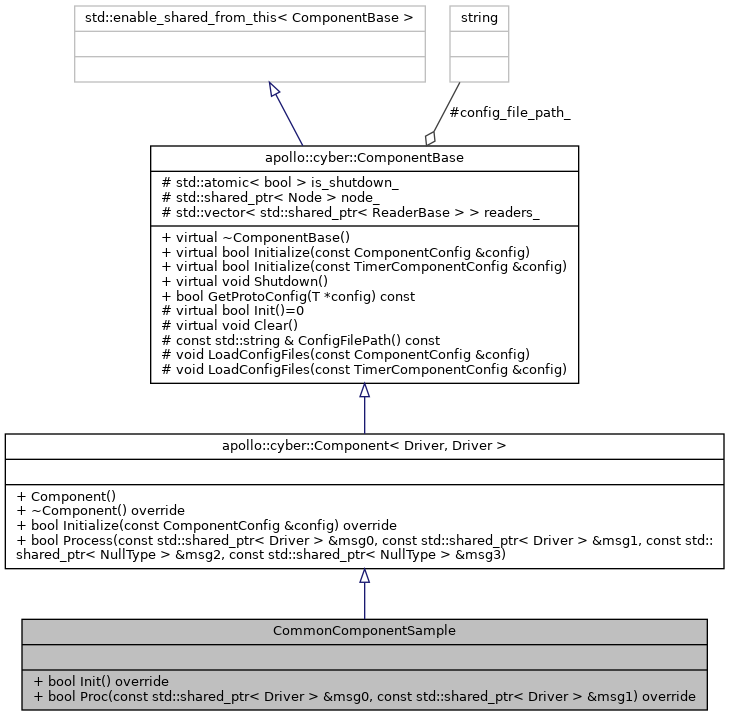 std::enable_shared_from_this< ComponentBase >
string
#config_file_path_
apollo::cyber::ComponentBase
# std::atomic< bool > is_shutdown_
# std::shared_ptr< Node > node_
# std::vector< std::shared_ptr< ReaderBase > > readers_
+ virtual ~ComponentBase()
+ virtual bool Initialize(const ComponentConfig &config)
+ virtual bool Initialize(const TimerComponentConfig &config)
+ virtual void Shutdown()
+ bool GetProtoConfig(T *config) const
# virtual bool Init()=0
# virtual void Clear()
# const std::string & ConfigFilePath() const
# void LoadConfigFiles(const ComponentConfig &config)
# void LoadConfigFiles(const TimerComponentConfig &config)
apollo::cyber::Component< Driver, Driver >
+ Component()
+ ~Component() override
+ bool Initialize(const ComponentConfig &config) override
+ bool Process(const std::shared_ptr< Driver > &msg0, const std::shared_ptr< Driver > &msg1, const std::
shared_ptr< NullType > &msg2, const std::shared_ptr< NullType > &msg3)
CommonComponentSample
+ bool Init() override
+ bool Proc(const std::shared_ptr< Driver > &msg0, const std::shared_ptr< Driver > &msg1) override